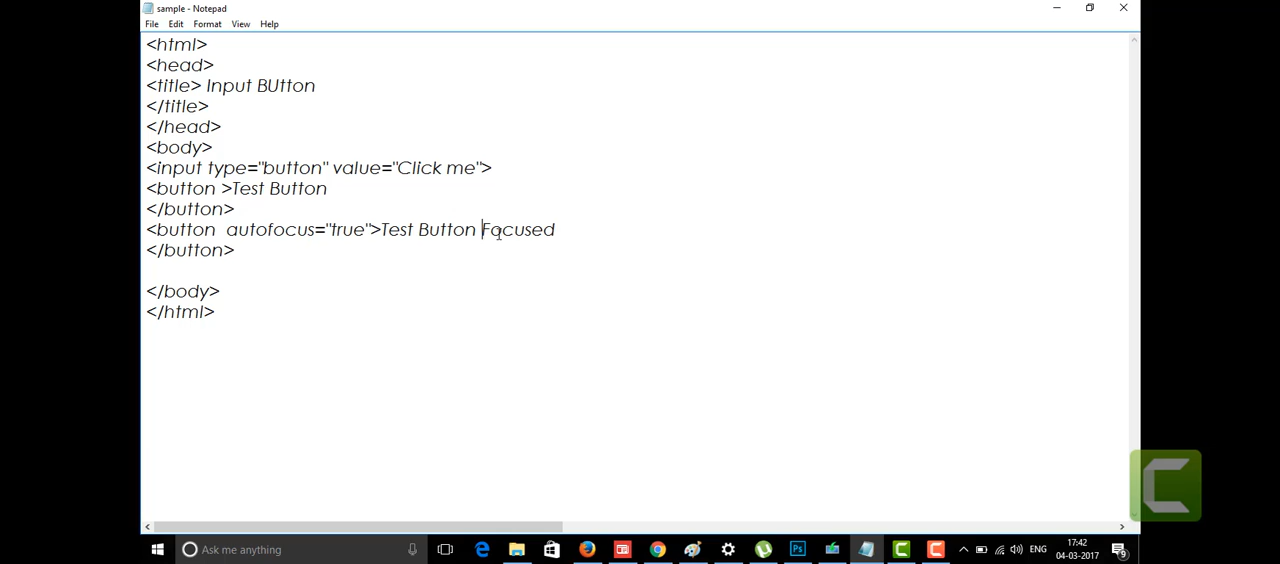 sample - Notepad
File Edit Format View Help
<html>
<head>
<title> Input BUtton
</title>
</head>
<body>
<input type="button" value="Click me">
<button >Test Button
</button>
<button  autofocus="true">Test Button Focused
</button>
</body>
</html>
Ask me anything
ENG
17:42
04-03-2017
9